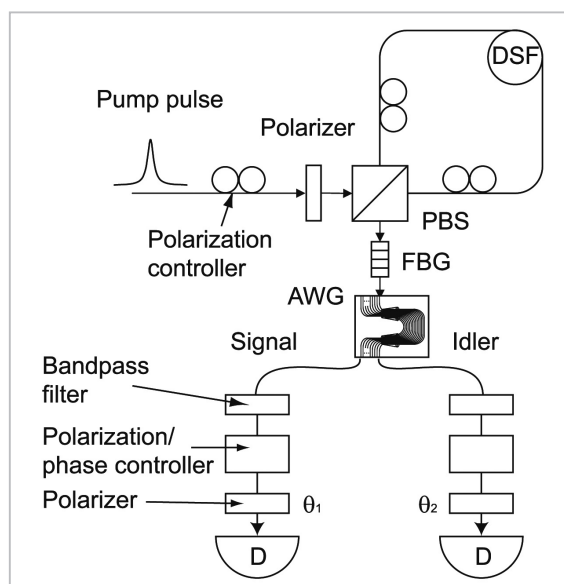 DSF
Pump pulse
Polarizer
PBS
Polarization
controller
FBG
AWG
Signal
Idler
Bandpass
filter
Polarization/
phase controller
Polarizer
θ1
θ2
D
D